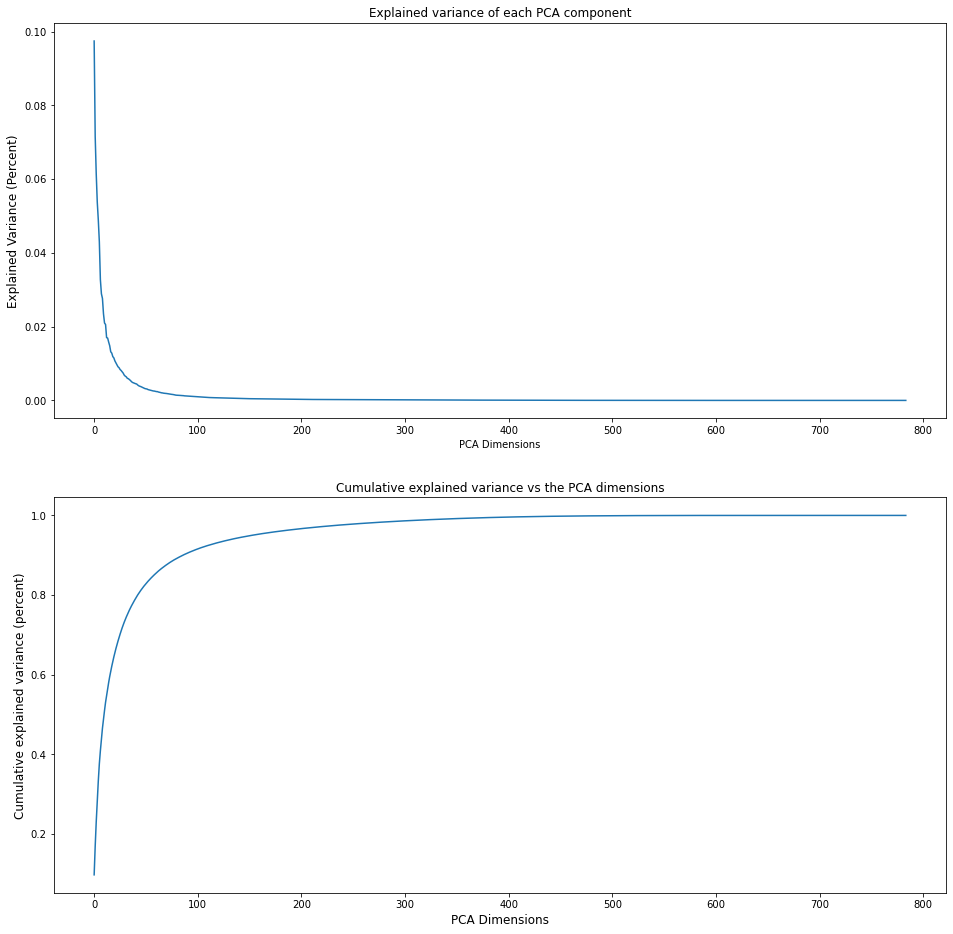 Explained variance of each PCA component
Explained Variance (Percent)
0.10
0.08
0.06
0.04
0.02
0.00
0 100 200 300 400 500 600 700 800
PCA Dimensions
Cumulative explained variance vs the PCA dimensions
Cumulative explained variance (percent)
1.0
0.8
0.6
0.4
0.2
0 100 200 300 400 500 600 700 800
PCA Dimensions